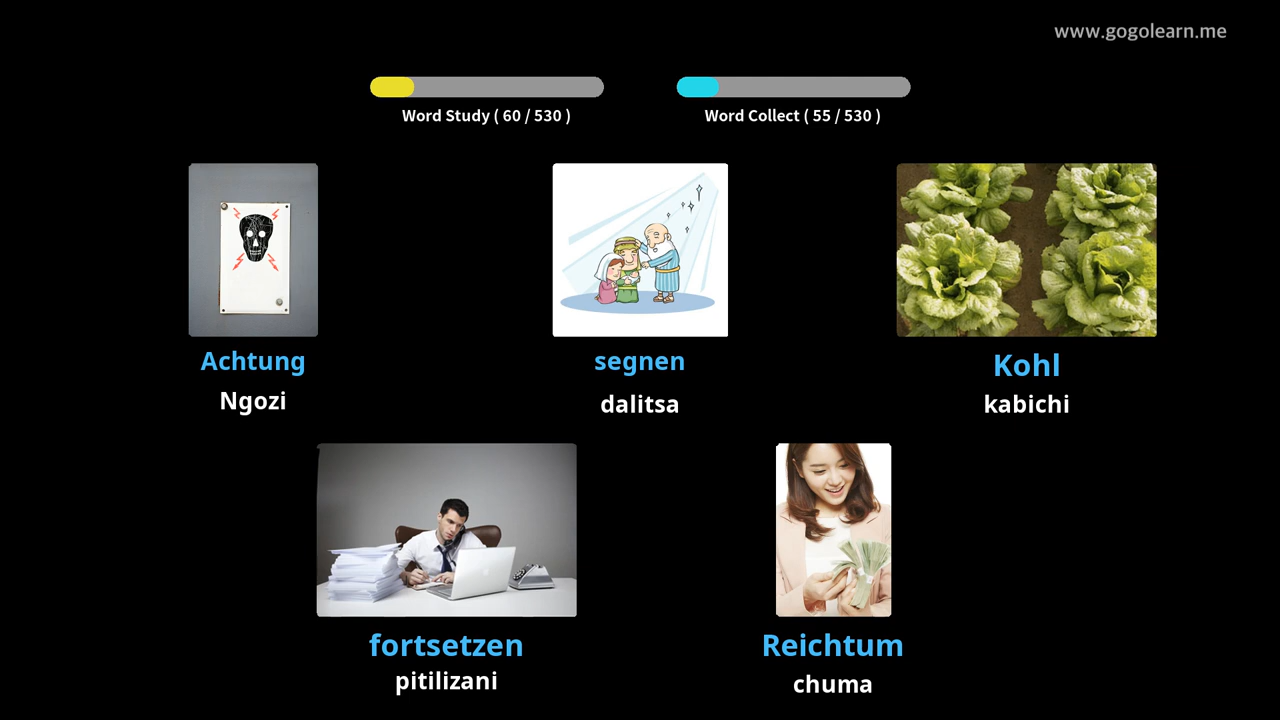 www.gogolearn.me
Word Study ( 60 / 530 )
Word Collect ( 55 / 530 )
Achtung
Ngozi
segnen
dalitsa
Kohl
kabichi
fortsetzen
pitilizani
Reichtum
chuma